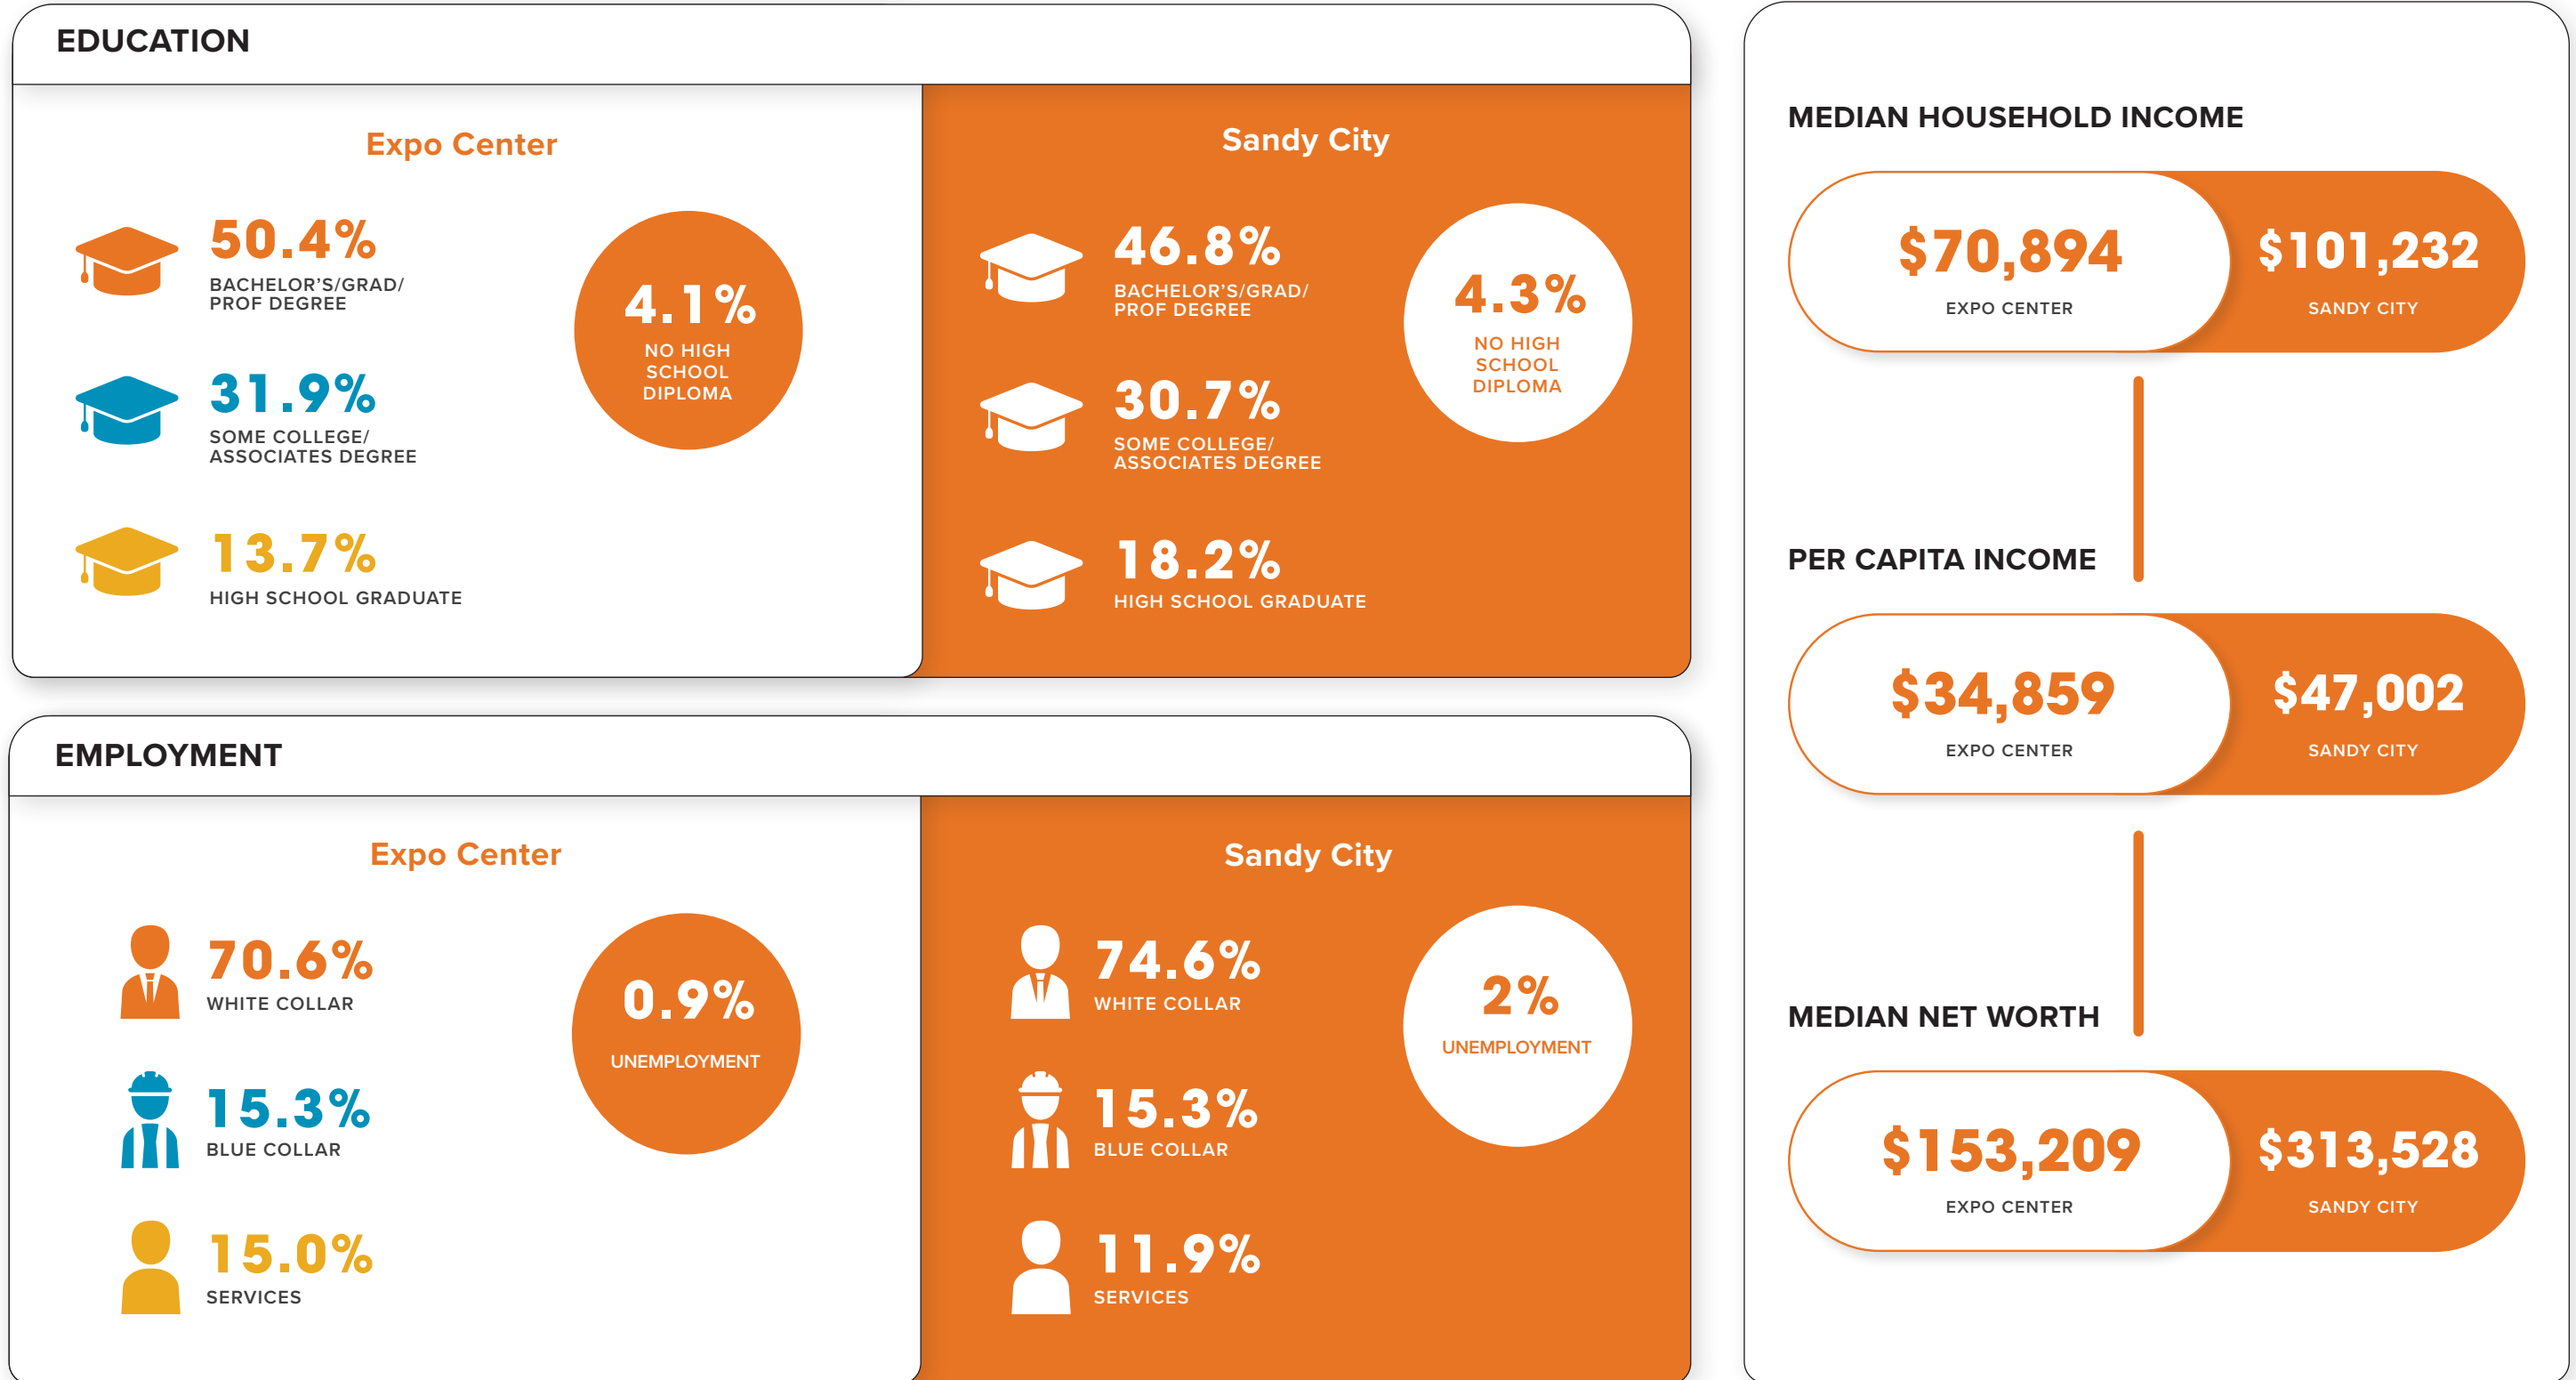 EDUCATION
Expo Center
50.4%
BACHELOR'S/GRAD/
PROF DEGREE
31.9%
SOME COLLEGE/
ASSOCIATES DEGREE
13.7%
HIGH SCHOOL GRADUATE
4.1%
NO HIGH
SCHOOL
DIPLOMA
Sandy City
46.8%
BACHELOR'S/GRAD/
PROF DEGREE
30.7%
SOME COLLEGE/
ASSOCIATES DEGREE
18.2%
HIGH SCHOOL GRADUATE
4.3%
NO HIGH
SCHOOL
DIPLOMA
EMPLOYMENT
Expo Center
70.6%
WHITE COLLAR
15.3%
BLUE COLLAR
15.0%
SERVICES
0.9%
UNEMPLOYMENT
Sandy City
74.6%
WHITE COLLAR
15.3%
BLUE COLLAR
11.9%
SERVICES
2%
UNEMPLOYMENT
MEDIAN HOUSEHOLD INCOME
$70,894
EXPO CENTER
$101,232
SANDY CITY
PER CAPITA INCOME
$34,859
EXPO CENTER
$47,002
SANDY CITY
MEDIAN NET WORTH
$153,209
EXPO CENTER
$313,528
SANDY CITY